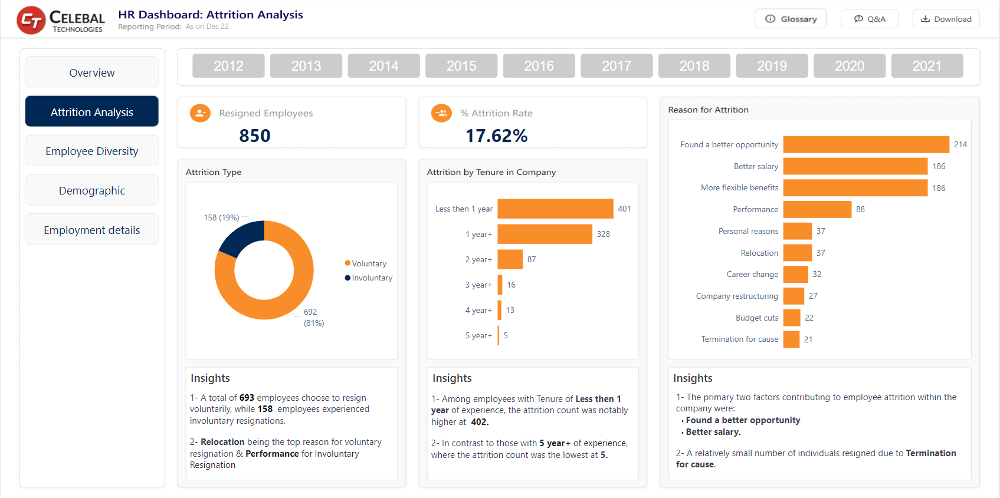 CT CELEBAL TECHNOLOGIES
HR Dashboard: Attrition Analysis
Reporting Period: As on Dec 22
Glossary
Q&A
Download
Overview
Attrition Analysis
Employee Diversity
Demographic
Employment details
2012 2013 2014 2015 2016 2017 2018 2019 2020 2021
Resigned Employees
850
% Attrition Rate
17.62%
Attrition Type
158 (19%)
692
(81%)
Voluntary
Involuntary
Insights
1- A total of 693 employees choose to resign
voluntarily, while 158 employees experienced
involuntary resignations.
2- Relocation being the top reason for voluntary
resignation & Performance for Involuntary
Resignation
Attrition by Tenure in Company
Less then 1 year 401
1 year+ 328
2 year+ 87
3 year+ 16
4 year+ 13
5 year+ 5
Insights
1- Among employees with Tenure of Less then 1
year of experience, the attrition count was notably
higher at 402.
2- In contrast to those with 5 year+ of experience,
where the attrition count was the lowest at 5.
Reason for Attrition
Found a better opportunity 214
Better salary 186
More flexible benefits 186
Performance 88
Personal reasons 37
Relocation 37
Career change 32
Company restructuring 27
Budget cuts 22
Termination for cause 21
Insights
1- The primary two factors contributing to employee attrition within the
company were:
• Found a better opportunity
• Better salary.
2- A relatively small number of individuals resigned due to Termination
for cause.